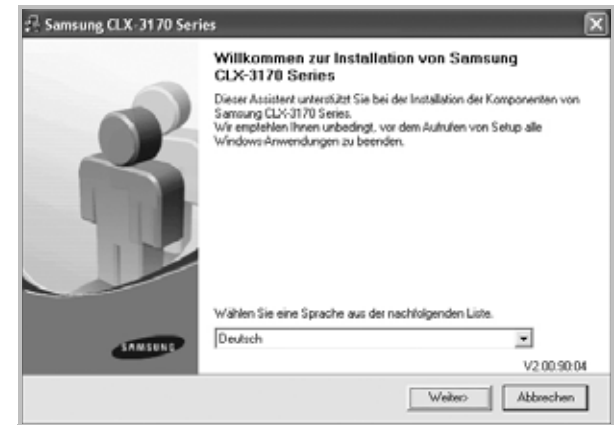 Samsung CLX-3170 Series
Willkommen zur Installation von Samsung
CLX-3170 Series
Dieser Assistent unterstützt Sie bei der Installation der Komponenten von
Samsung CLX-3170 Series.
Wir empfehlen Ihnen unbedingt, vor dem Aufrufen von Setup alle
Windows-Anwendungen zu beenden.
Wählen Sie eine Sprache aus der nachfolgenden Liste.
SAMSUNG
Deutsch
V2.00.90:04
Weiter>
Abbrechen